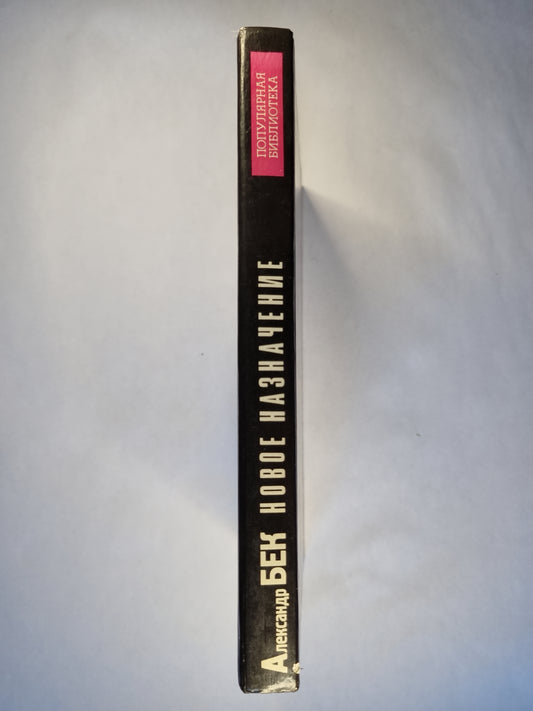 Александр БЕК НОВОЕ НАЗНАЧЕНИЕ
ПОПУЛЯРНАЯ
БИБЛИОТЕКА